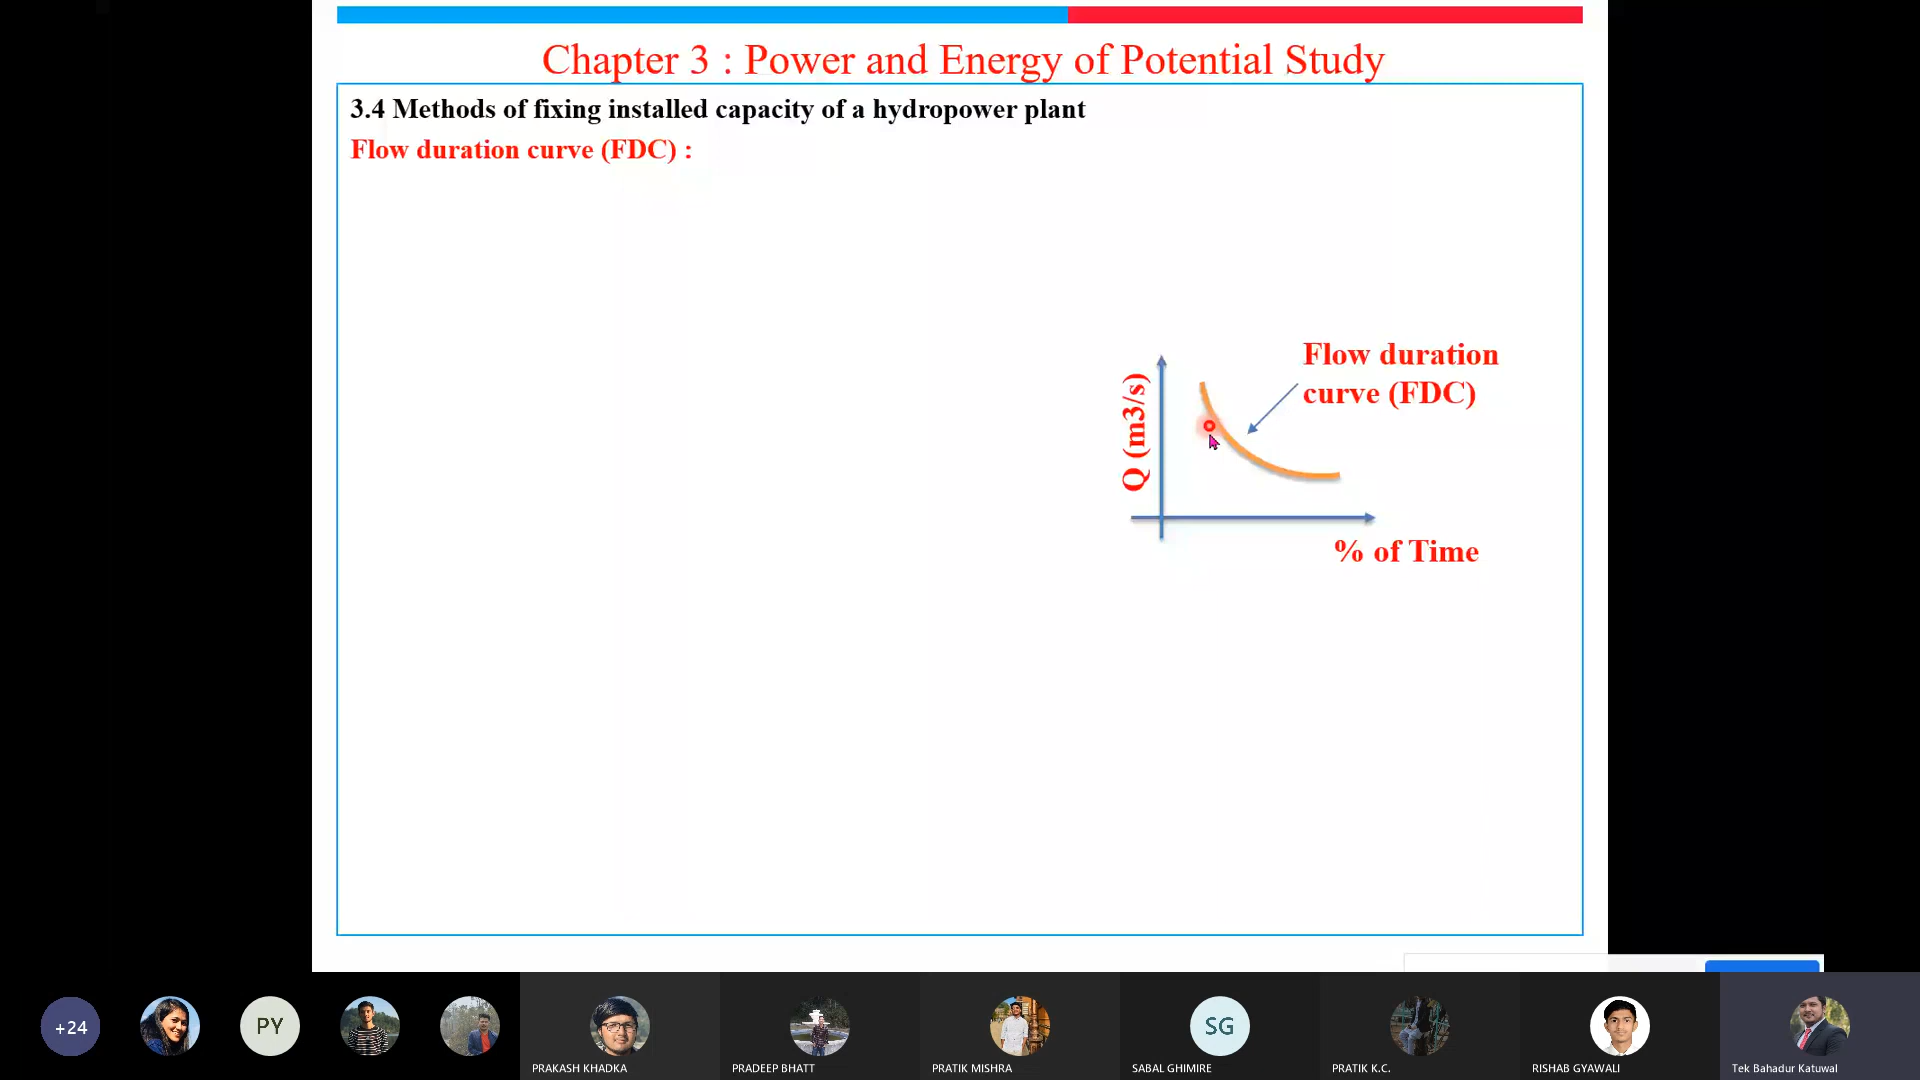 Chapter 3 : Power and Energy of Potential Study
3.4 Methods of fixing installed capacity of a hydropower plant
Flow duration curve (FDC) :
Flow duration
curve (FDC)
Q (m3/s)
% of Time
+24
PY
SG
PRAKASH KHADKA
PRADEEP BHATT
PRATIK MISHRA
SABAL GHIMIRE
PRATIK K.C.
RISHAB GYAWALI
Tek Bahadur Katuwal